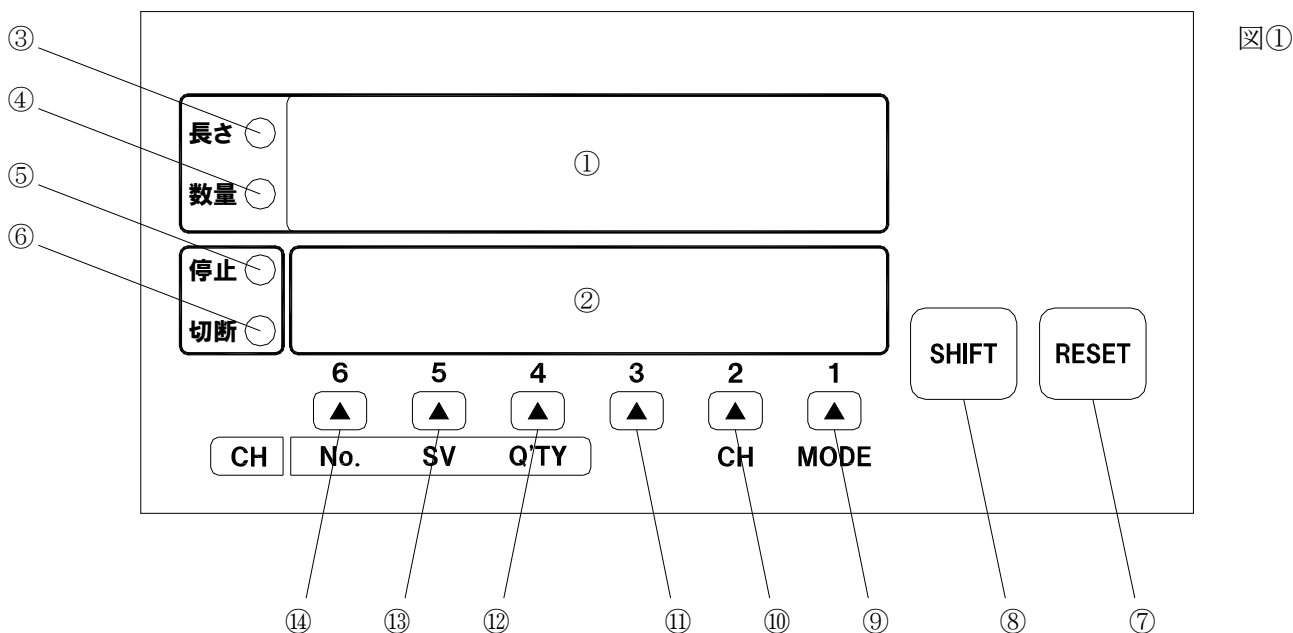 図①
③
④
⑤
⑥
長さ
数量
①
停止
切断
②
SHIFT
RESET
6 5 4 3 2 1
▲ ▲ ▲ ▲ ▲ ▲
CH No. SV Q'TY CH MODE
⑭ ⑬ ⑫ ⑪ ⑩ ⑨ ⑧ ⑦